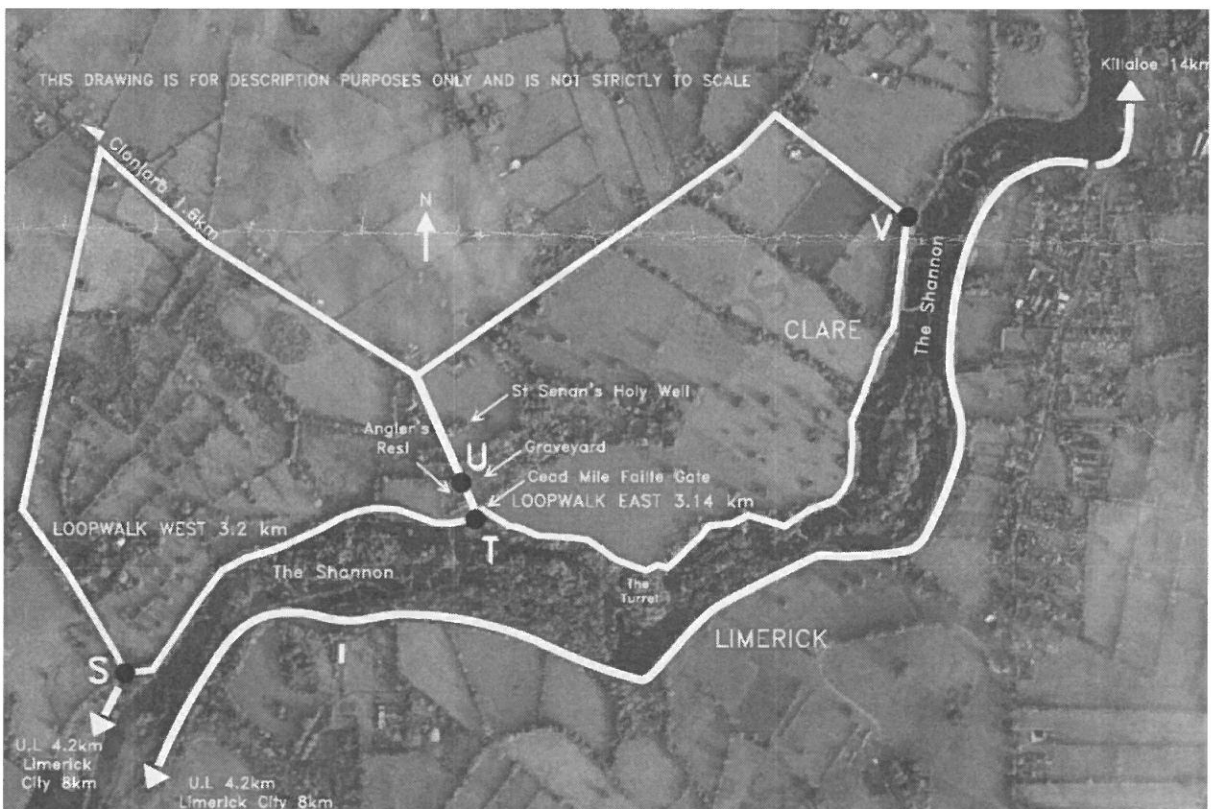 THIS DRAWING IS FOR DESCRIPTION PURPOSES ONLY AND IS NOT STRICTLY TO SCALE
Killaloe 14km
Clonlara 1.6km
N
V
The Shannon
CLARE
St Senan's Holy Well
Angler's
Rest
U
Graveyard
Cead Mile Failte Gate
LOOPWALK EAST 3.14 km
LOOPWALK WEST 3.2 km
T
The Shannon
The
Turret
LIMERICK
S
U.L 4.2km
Limerick
City 8km
U.L 4.2km
Limerick City 8km